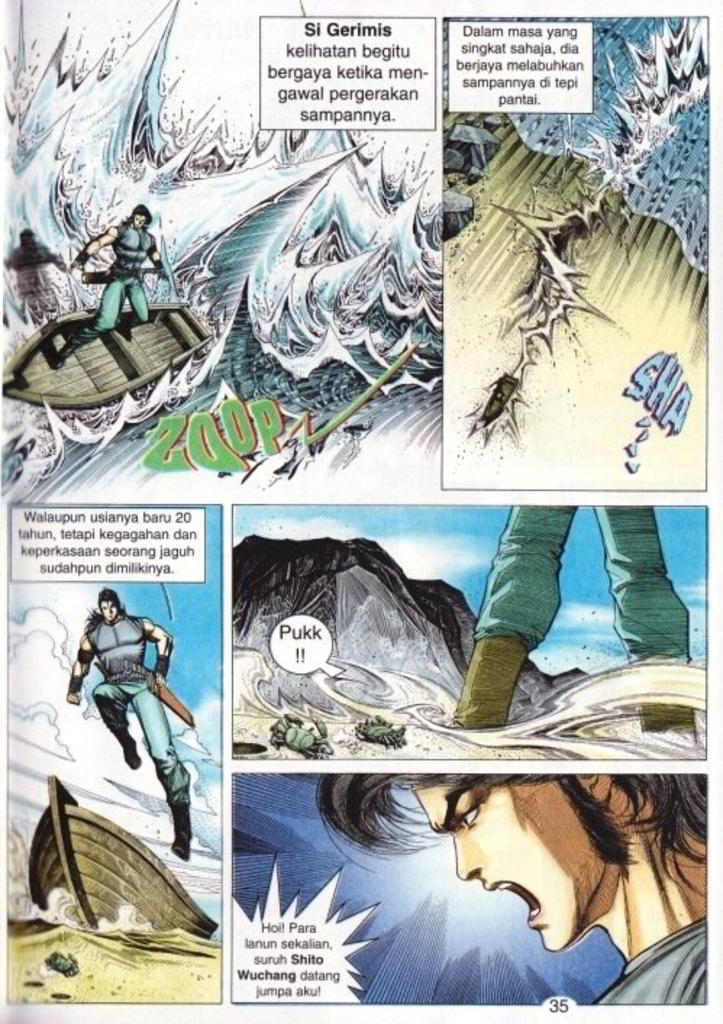 Si Gerimis
kelihatan begitu
bergaya ketika men-
gawal pergerakan
sampannya.
Dalam masa yang
singkat sahaja, dia
berjaya melabuhkan
sampannya di tepi
pantai.
ZOOP
SHA
Walaupun usianya baru 20
tahun, tetapi kegagahan dan
keperkasaan seorang jaguh
sudahpun dimilikinya.
Pukk
!!
Hoi! Para
lanun sekalian,
suruh Shito
Wuchang datang
jumpa aku!
35